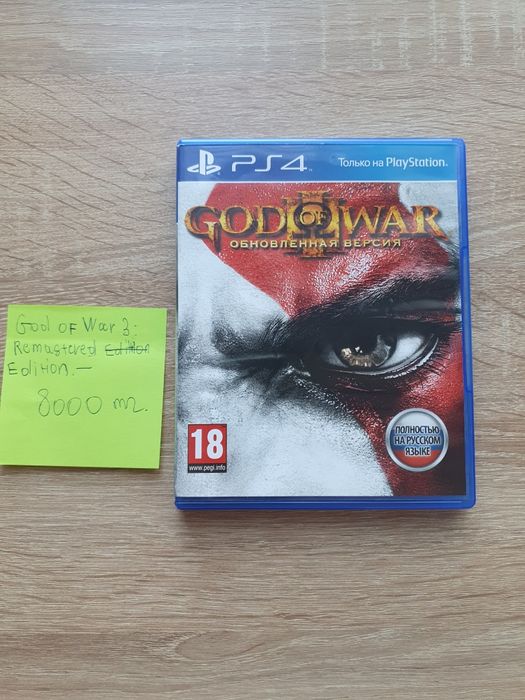 PS4
Только на PlayStation
GOD OF WAR
III
ОБНОВЛЕННАЯ ВЕРСИЯ
God OF War 3:
Remastered Edition
Edition.—
8000 тг.
18
www.pegi.info
ПОЛНОСТЬЮ
НА РУССКОМ
ЯЗЫКЕ